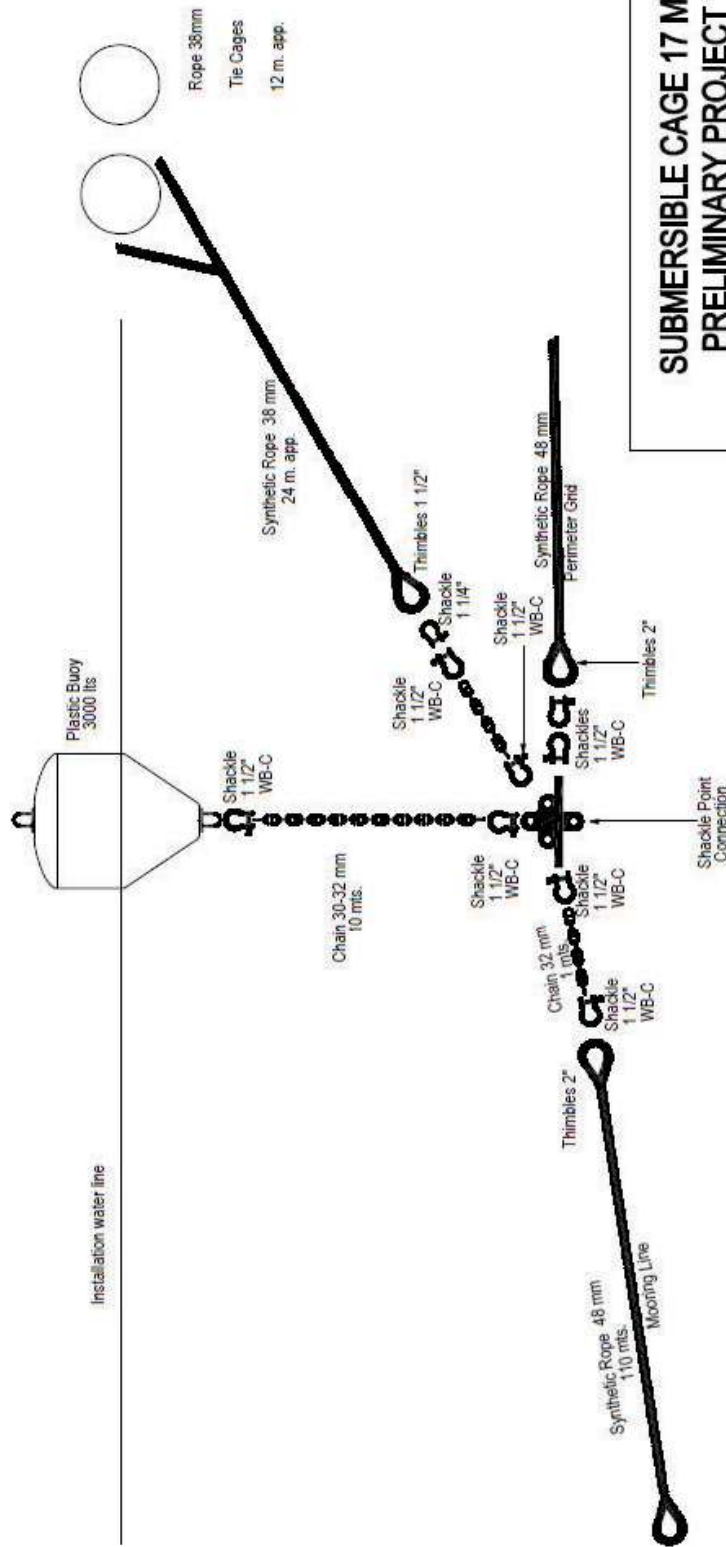 Installation water line
Plastic Buoy
3000 lts
Shackle
1 1/2"
WB-C
Chain 30-32 mm
10 mts.
Shackle
1 1/2"
WB-C
Rope 38mm
Tie Cages
12 m. app.
Synthetic Rope 38 mm
24 m. app.
Thimbles 1 1/2"
Shackle
1 1/4"
Shackle
1 1/2"
WB-C
Shackle
1 1/2"
WB-C
Synthetic Rope 48 mm
Perimeter Grid
Thimbles 2"
Shackles
1 1/2"
WB-C
Shackle Point
Connection
Shackle
1 1/2"
WB-C
Chain 32 mm
1 mts.
Shackle
1 1/2"
WB-C
Thimbles 2"
Synthetic Rope 48 mm
110 mts.
Mooring Line
SUBMERSIBLE CAGE 17 M
PRELIMINARY PROJECT